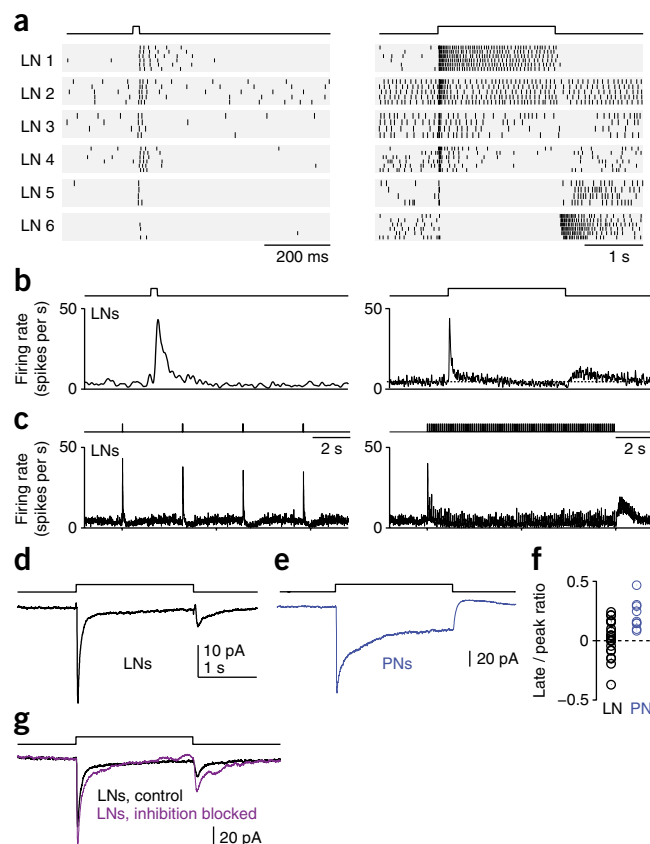 a
LN 1
LN 2
LN 3
LN 4
LN 5
LN 6
200 ms
1 s
b
50
LNs
Firing rate
(spikes per s)
0
50
0
c
50
LNs
Firing rate
(spikes per s)
0
2 s
50
0
2 s
d
LNs
10 pA
1 s
e
PNs
20 pA
f
0.5
0
−0.5
Late / peak ratio
LN
PN
g
LNs, control
LNs, inhibition blocked
20 pA